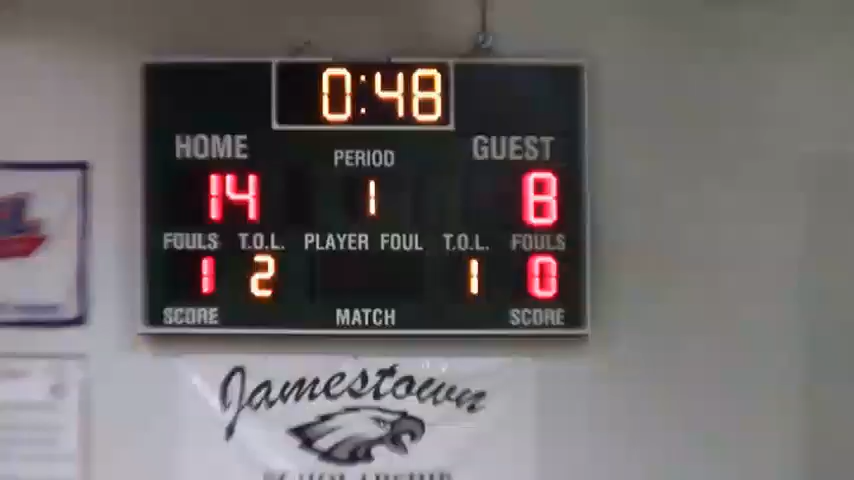 0:48
HOME PERIOD GUEST
14 1 8
FOULS T.O.L. PLAYER FOUL T.O.L. FOULS
1 2 1 0
SCORE MATCH SCORE
Jamestown
SCHOLARSHIP